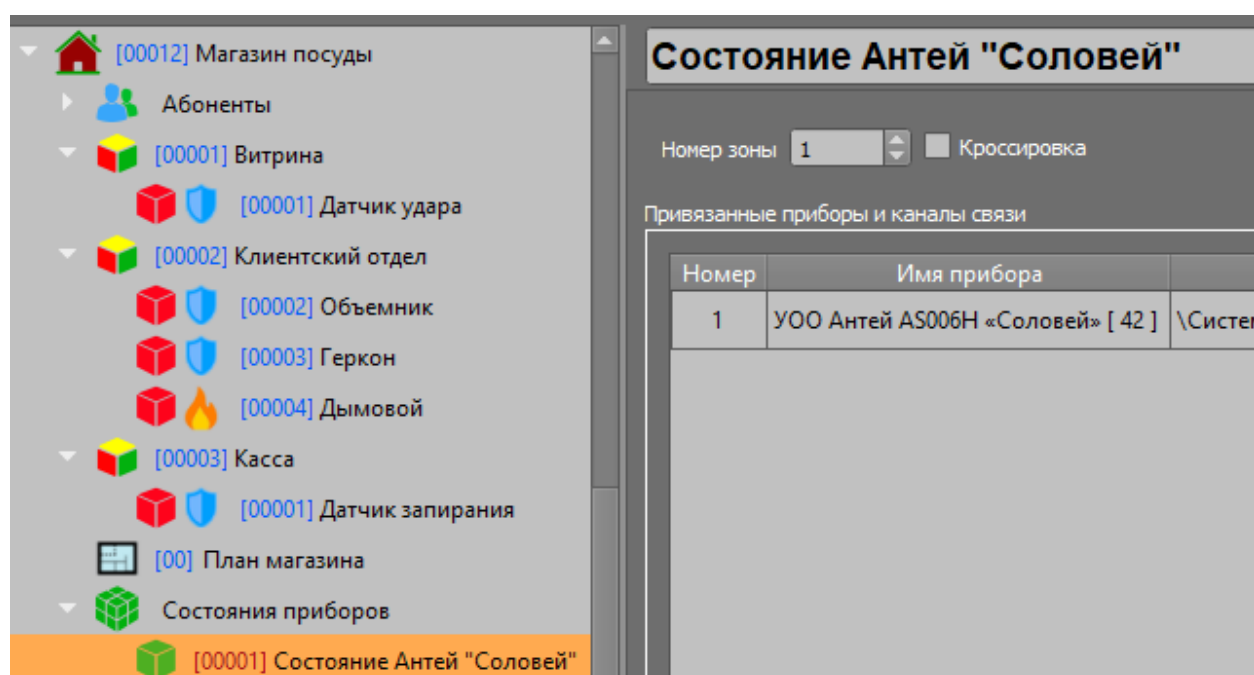 [00012] Магазин посуды
Абоненты
[00001] Витрина
[00001] Датчик удара
[00002] Клиентский отдел
[00002] Объемник
[00003] Геркон
[00004] Дымовой
[00003] Касса
[00001] Датчик запирания
[00] План магазина
Состояния приборов
[00001] Состояние Антей "Соловей"
Состояние Антей "Соловей"
Номер зоны 1 Кроссировка
Привязанные приборы и каналы связи
Номер Имя прибора
1 УОО Антей AS006H «Соловей» [ 42 ] \Систе